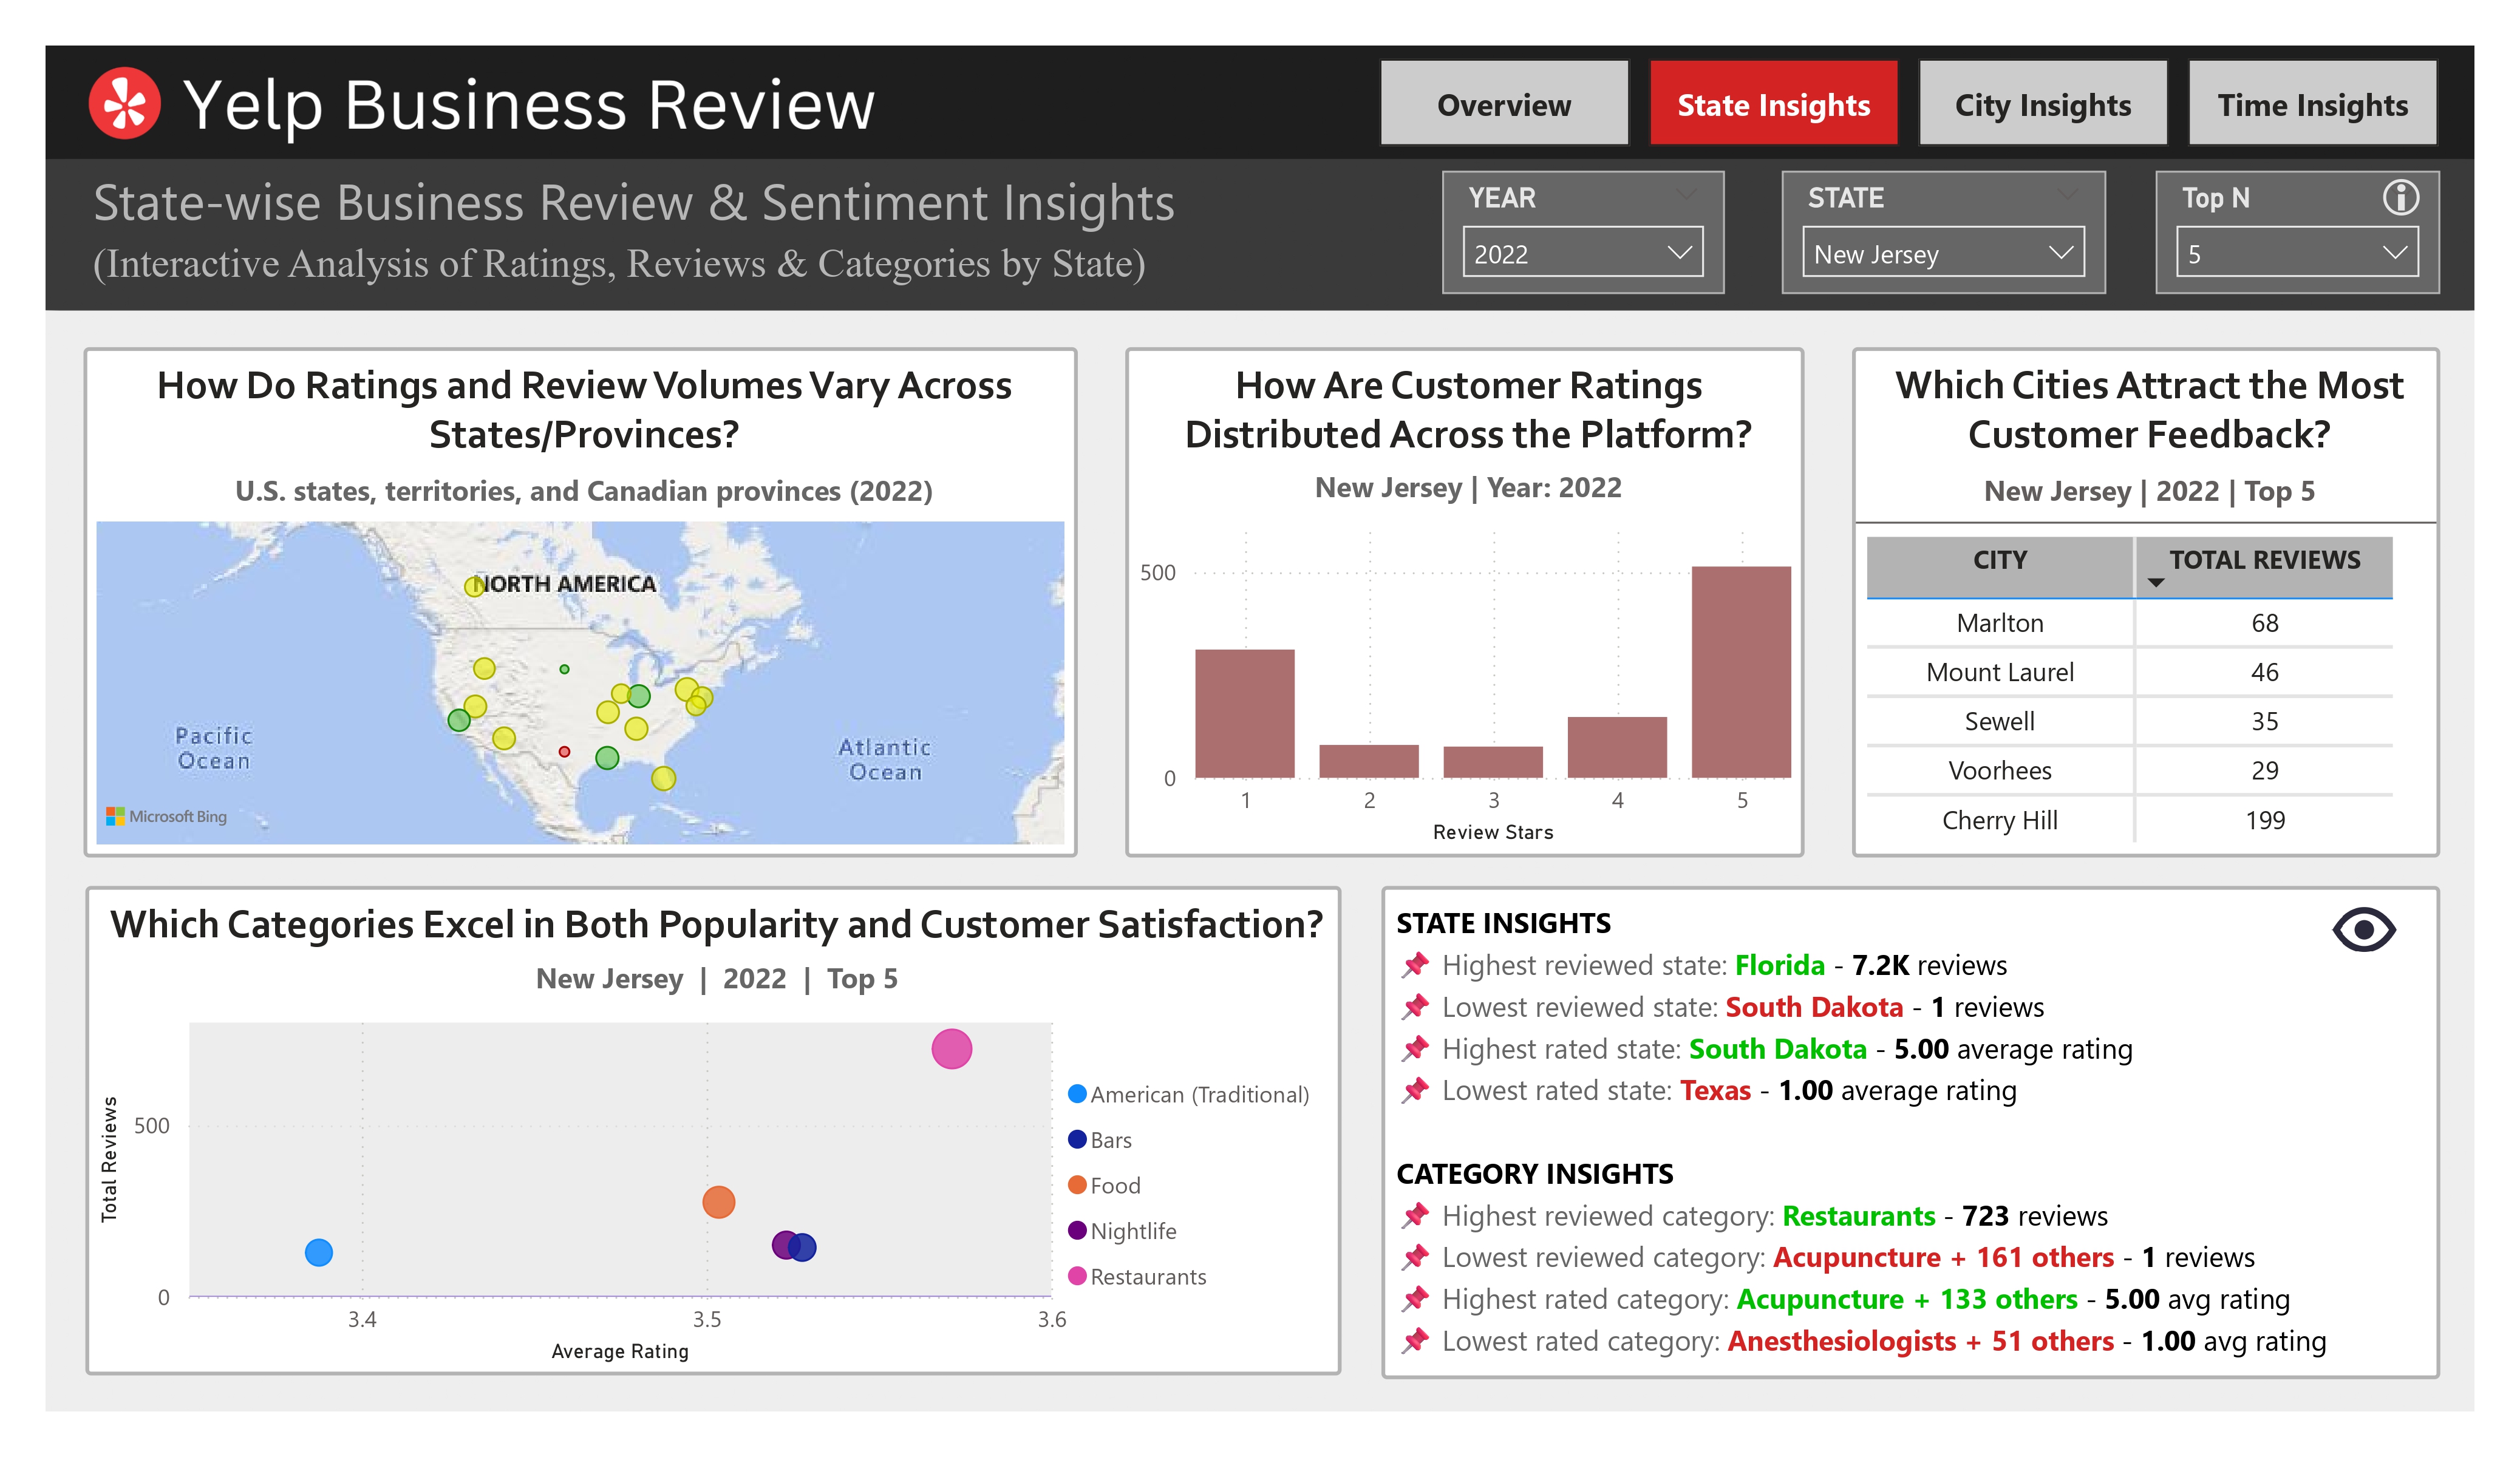 Yelp Business Review
Overview
State Insights
City Insights
Time Insights
State-wise Business Review & Sentiment Insights
(Interactive Analysis of Ratings, Reviews & Categories by State)
YEAR
2022
STATE
New Jersey
Top N
5
How Do Ratings and Review Volumes Vary Across
States/Provinces?
U.S. states, territories, and Canadian provinces (2022)
NORTH AMERICA
Pacific
Ocean
Atlantic
Ocean
Microsoft Bing
How Are Customer Ratings
Distributed Across the Platform?
New Jersey | Year: 2022
500
0
1 2 3 4 5
Review Stars
Which Cities Attract the Most
Customer Feedback?
New Jersey | 2022 | Top 5
CITY TOTAL REVIEWS
Marlton 68
Mount Laurel 46
Sewell 35
Voorhees 29
Cherry Hill 199
Which Categories Excel in Both Popularity and Customer Satisfaction?
New Jersey | 2022 | Top 5
Total Reviews
500
0
3.4 3.5 3.6
Average Rating
American (Traditional)
Bars
Food
Nightlife
Restaurants
STATE INSIGHTS
Highest reviewed state: Florida - 7.2K reviews
Lowest reviewed state: South Dakota - 1 reviews
Highest rated state: South Dakota - 5.00 average rating
Lowest rated state: Texas - 1.00 average rating
CATEGORY INSIGHTS
Highest reviewed category: Restaurants - 723 reviews
Lowest reviewed category: Acupuncture + 161 others - 1 reviews
Highest rated category: Acupuncture + 133 others - 5.00 avg rating
Lowest rated category: Anesthesiologists + 51 others - 1.00 avg rating